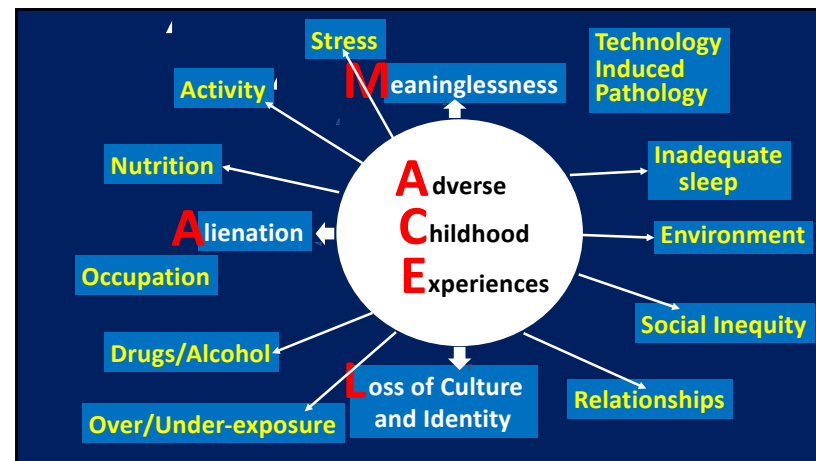 Stress
Technology
Induced
Pathology
Meaninglessness
Activity
Nutrition
Inadequate
sleep
Adverse
Childhood
Experiences
Alienation
Environment
Occupation
Social Inequity
Drugs/Alcohol
Loss of Culture
and Identity
Relationships
Over/Under-exposure